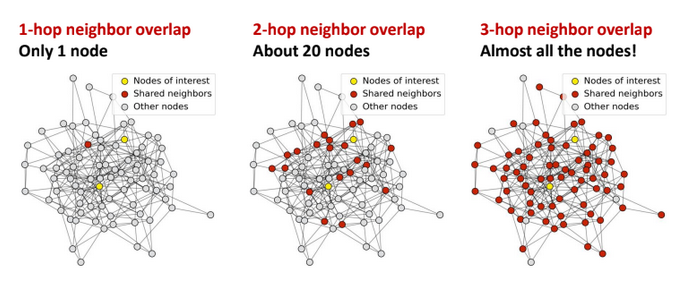 1-hop neighbor overlap
Only 1 node
Nodes of interest
Shared neighbors
Other nodes
2-hop neighbor overlap
About 20 nodes
Nodes of interest
Shared neighbors
Other nodes
3-hop neighbor overlap
Almost all the nodes!
Nodes of interest
Shared neighbors
Other nodes